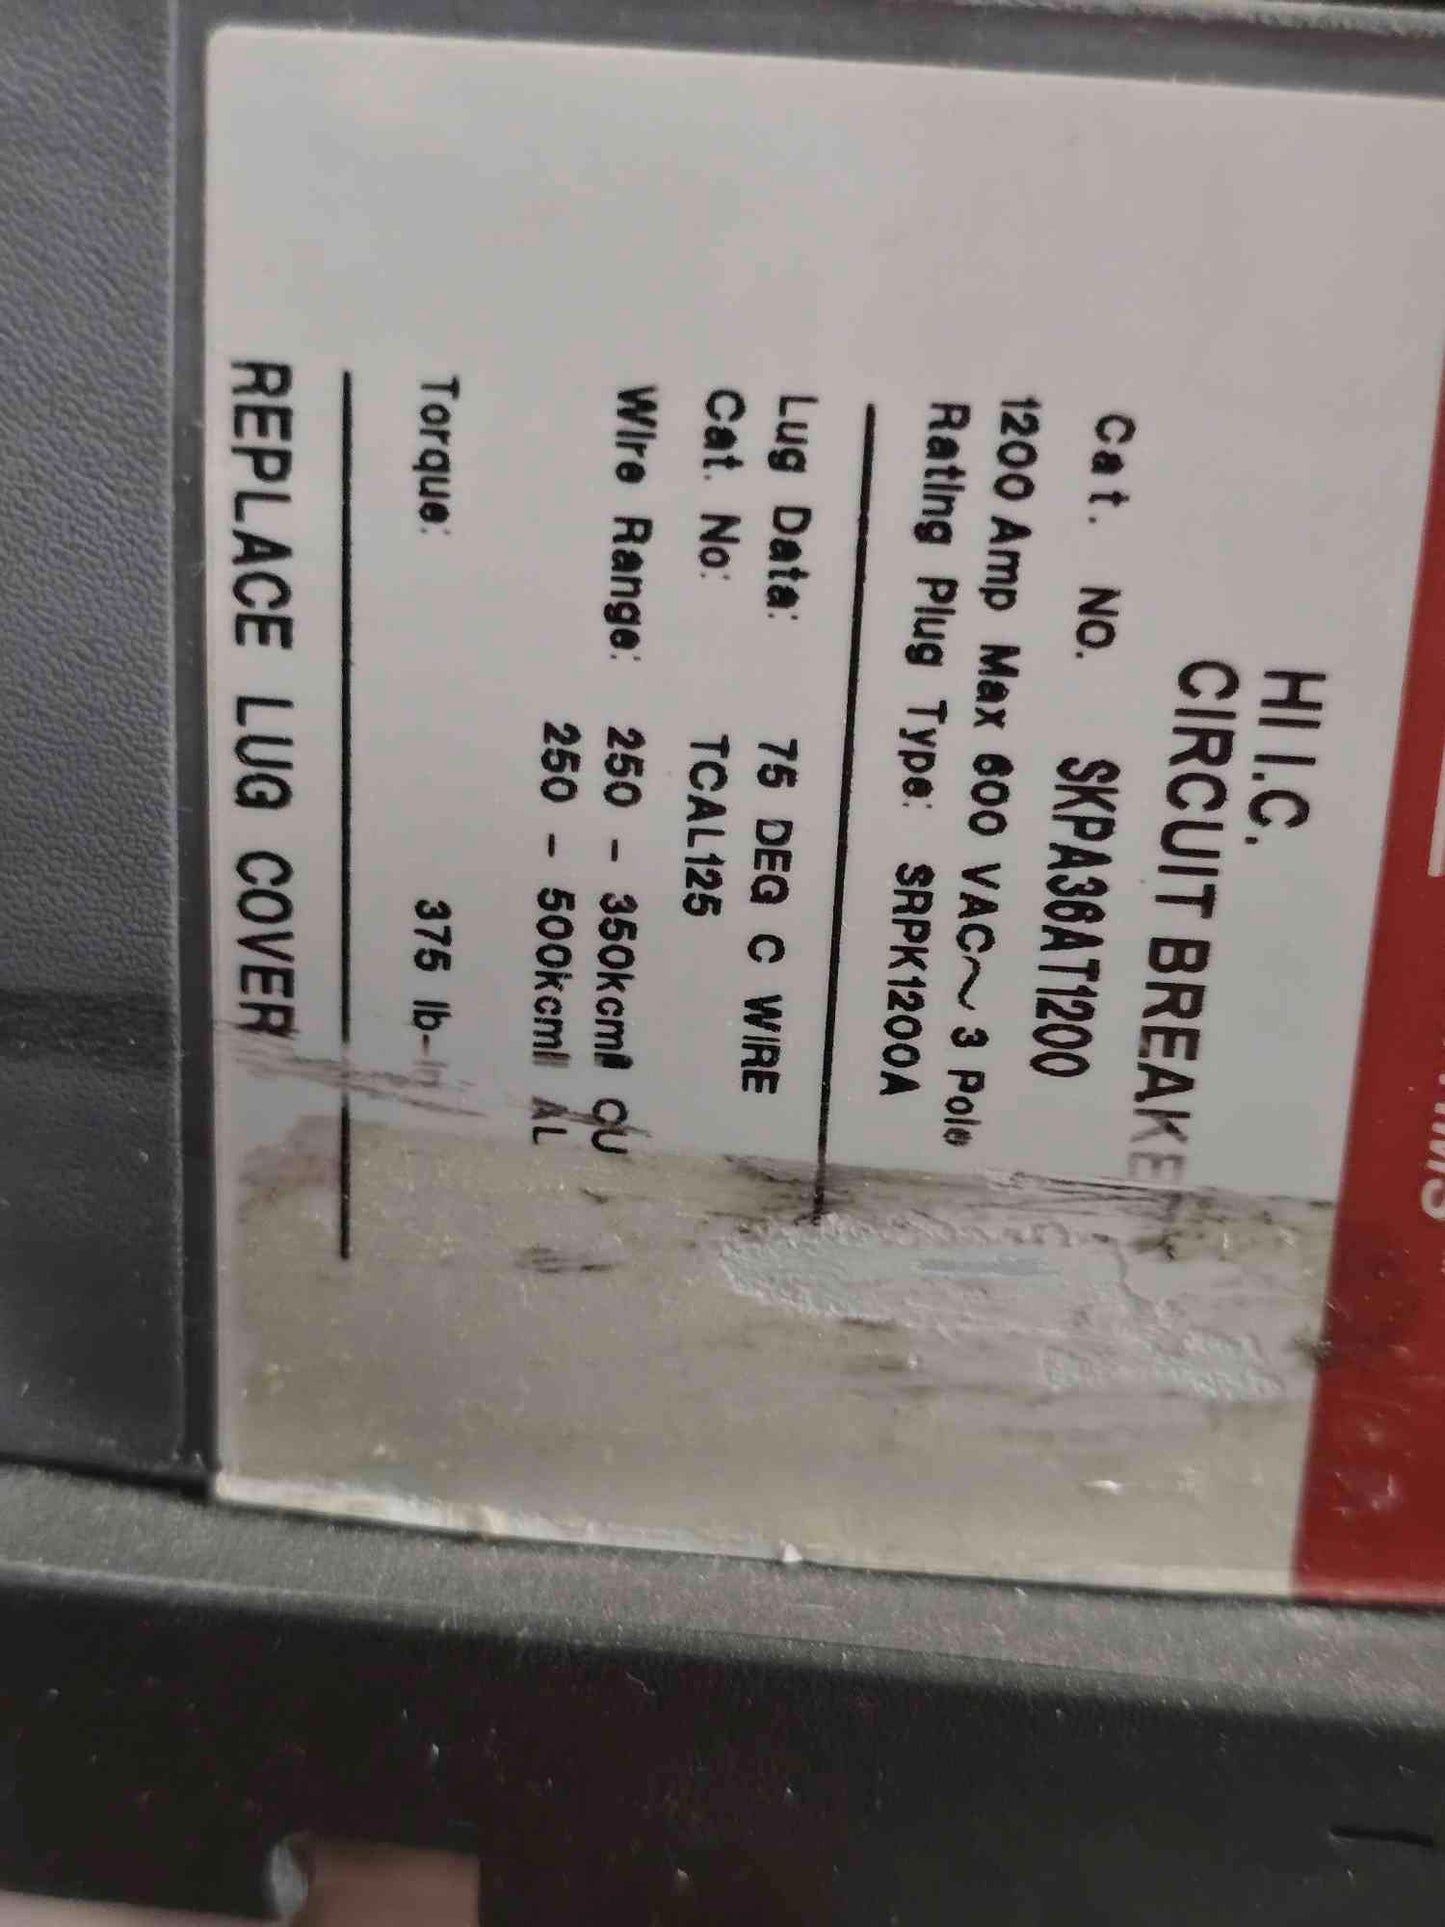 HI I.C.
CIRCUIT BREAKER
Cat. NO. SKPA36AT1200
1200 Amp Max 600 VAC~ 3 Pole
Rating Plug Type: SRPK1200A
Lug Data: 75 DEG C WIRE
Cat. No: TCAL125
Wire Range: 250 - 350kcmil CU
250 - 500kcmil AL
Torque: 375 lb-in
REPLACE LUG COVER